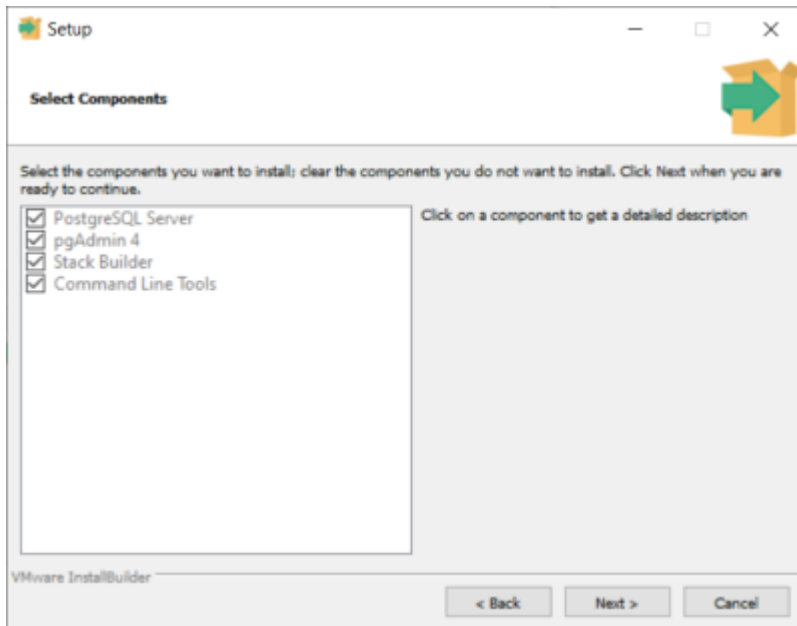 Setup
Select Components
Select the components you want to install; clear the components you do not want to install. Click Next when you are
ready to continue.
PostgreSQL Server
pgAdmin 4
Stack Builder
Command Line Tools
Click on a component to get a detailed description
VMware InstallBuilder
< Back
Next >
Cancel